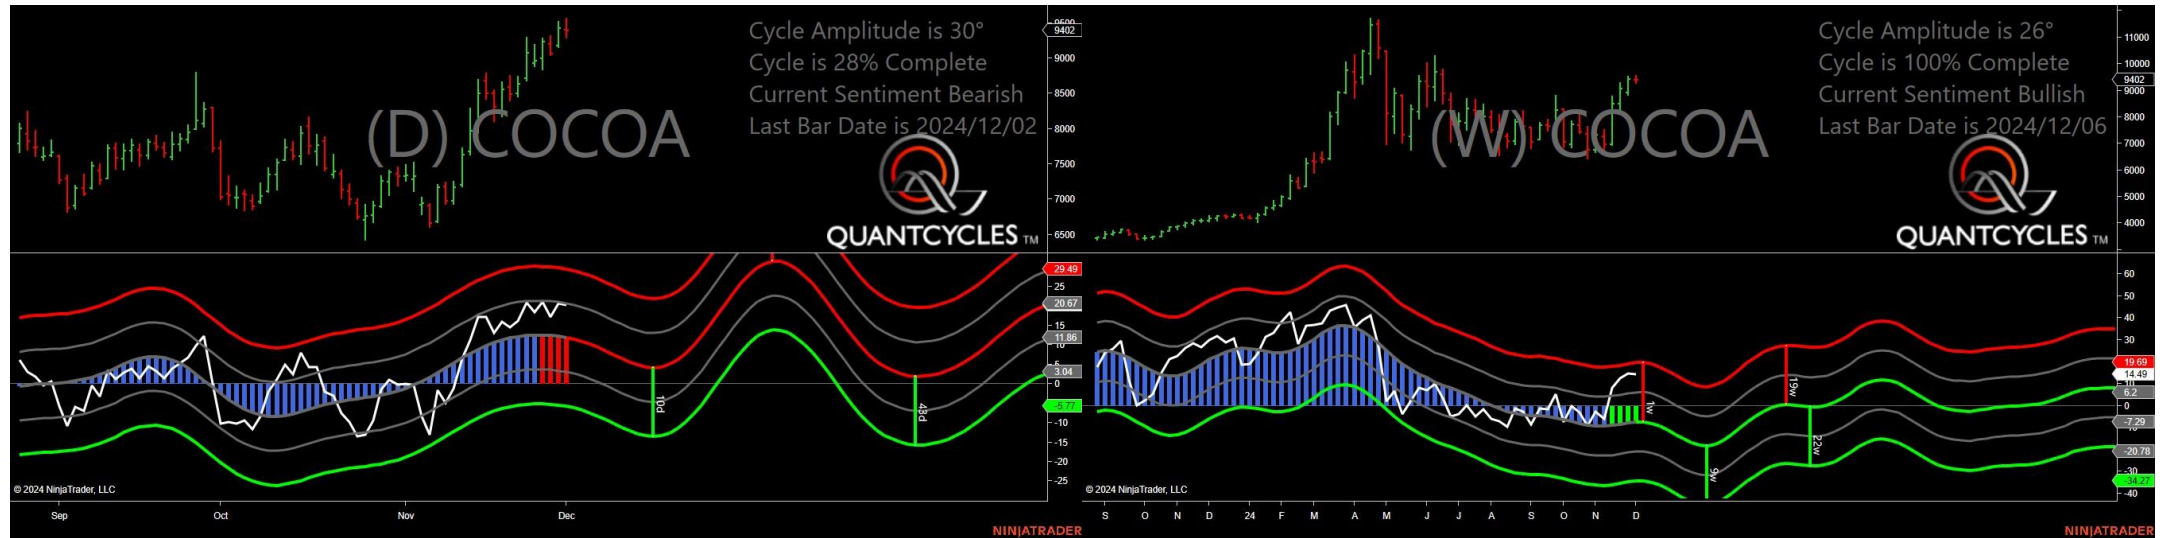 Cycle Amplitude is 30°
Cycle is 28% Complete
Current Sentiment Bearish
Last Bar Date is 2024/12/02
(D) COCOA
QUANTCYCLES TM
9500
9402
9000
8500
8000
7500
7000
6500
29.49
25
20.67
15
11.86
10
5
3.04
0
-5.77
-10
-15
-20
-25
10d
43d
© 2024 NinjaTrader, LLC
Sep Oct Nov Dec
NINJATRADER
Cycle Amplitude is 26°
Cycle is 100% Complete
Current Sentiment Bullish
Last Bar Date is 2024/12/06
(W) COCOA
QUANTCYCLES TM
11000
10000
9402
9000
8000
7000
6000
5000
4000
60
50
40
30
19.69
14.49
10
6.2
0
-7.29
-20.78
-30
-34.27
-40
1w
9w
19w
22w
© 2024 NinjaTrader, LLC
S O N D 24 F M A M J J A S O N D
NINJATRADER